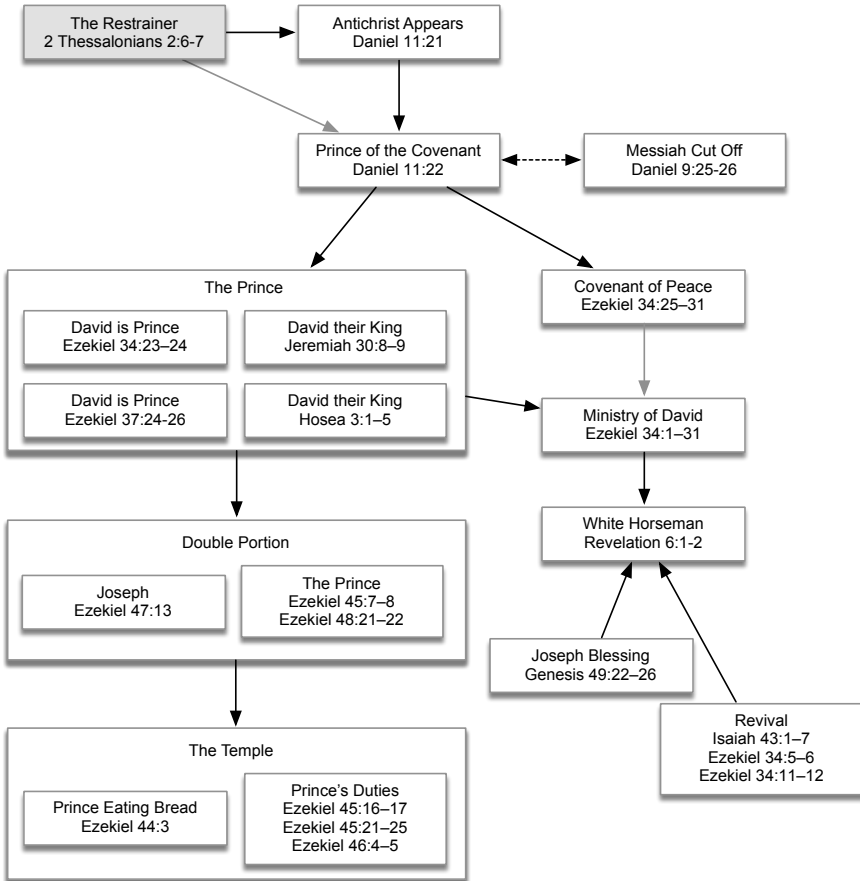 The Restrainer
2 Thessalonians 2:6-7
Antichrist Appears
Daniel 11:21
Prince of the Covenant
Daniel 11:22
Messiah Cut Off
Daniel 9:25-26
The Prince
David is Prince
Ezekiel 34:23–24
David their King
Jeremiah 30:8–9
David is Prince
Ezekiel 37:24-26
David their King
Hosea 3:1–5
Covenant of Peace
Ezekiel 34:25–31
Ministry of David
Ezekiel 34:1–31
Double Portion
Joseph
Ezekiel 47:13
The Prince
Ezekiel 45:7–8
Ezekiel 48:21–22
White Horseman
Revelation 6:1-2
Joseph Blessing
Genesis 49:22–26
Revival
Isaiah 43:1–7
Ezekiel 34:5–6
Ezekiel 34:11–12
The Temple
Prince Eating Bread
Ezekiel 44:3
Prince’s Duties
Ezekiel 45:16–17
Ezekiel 45:21–25
Ezekiel 46:4–5